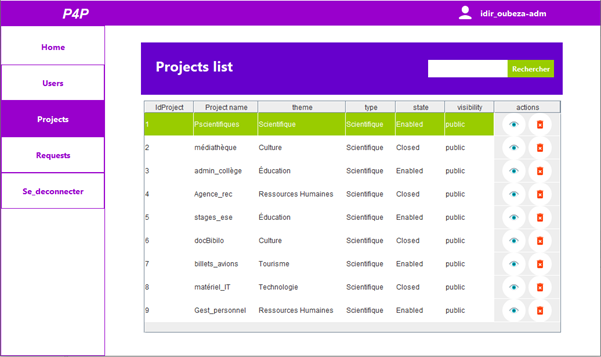 P4P
idir_oubeza-adm
Home
Users
Projects
Requests
Se_deconnecter
Projects list
Rechercher
IdProject Project name theme type state visibility actions
1 Pscientifiques Scientifique Scientifique Enabled public
2 médiathèque Culture Scientifique Closed public
3 admin_collège Éducation Scientifique Enabled public
4 Agence_rec Ressources Humaines Scientifique Closed public
5 stages_ese Éducation Scientifique Enabled public
6 docBibilo Culture Scientifique Closed public
7 billets_avions Tourisme Scientifique Enabled public
8 matériel_IT Technologie Scientifique Closed public
9 Gest_personnel Ressources Humaines Scientifique Enabled public